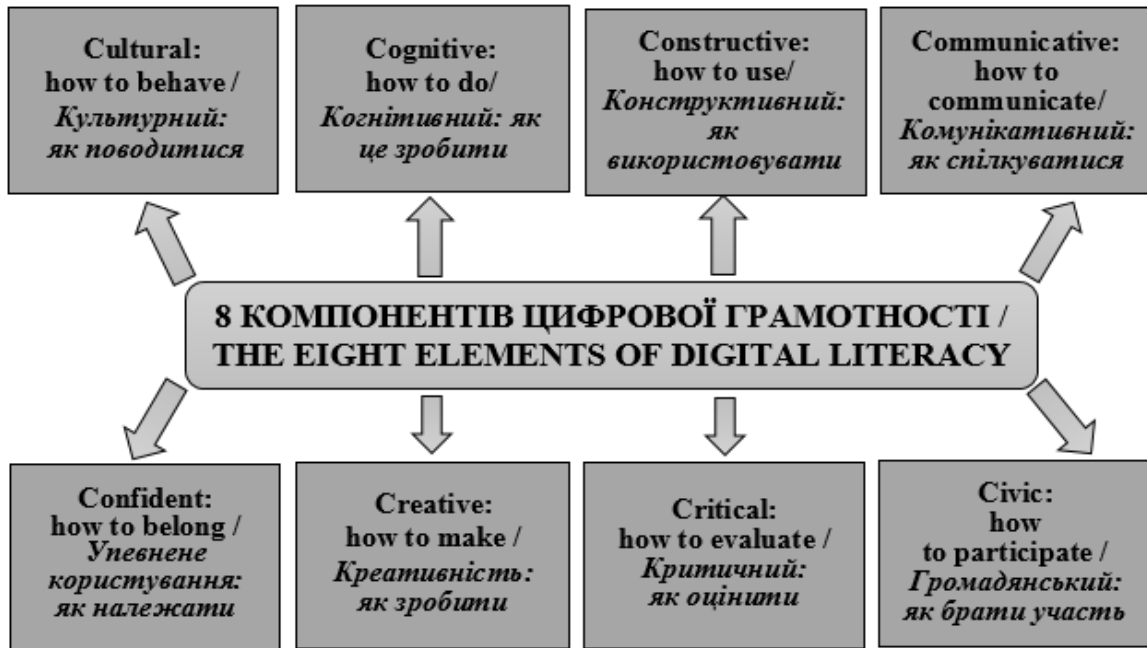 Cultural:
how to behave /
Культурний:
як поводитися
Cognitive:
how to do/
Когнітивний: як
це зробити
Constructive:
how to use/
Конструктивний:
як
використовувати
Communicative:
how to
communicate/
Комунікативний:
як спілкуватися
8 КОМПОНЕНТІВ ЦИФРОВОЇ ГРАМОТНОСТІ /
THE EIGHT ELEMENTS OF DIGITAL LITERACY
Confident:
how to belong /
Упевнене
користування:
як належати
Creative:
how to make /
Креативність:
як зробити
Critical:
how to evaluate /
Критичний:
як оцінити
Civic:
how
to participate /
Громадянський:
як брати участь